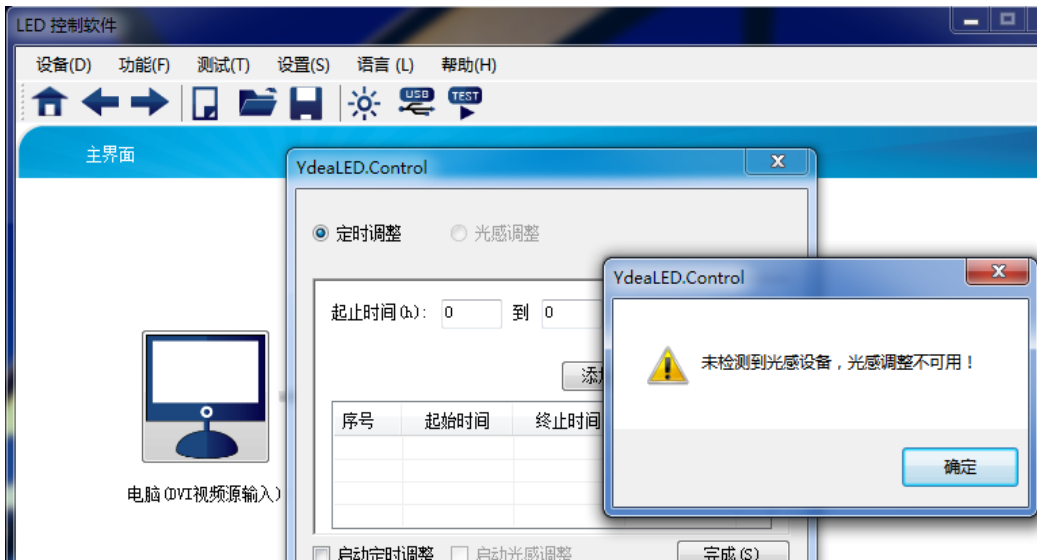 LED 控制软件
设备(D) 功能(F) 测试(T) 设置(S) 语言 (L) 帮助(H)
USB TEST
主界面
YdeaLED.Control
定时调整 光感调整
YdeaLED.Control
起止时间(h): 0 到 0
未检测到光感设备，光感调整不可用！
序号 起始时间 终止时间
确定
电脑(DVI视频源输入)
启动定时调整 启动光感调整 完成(S)